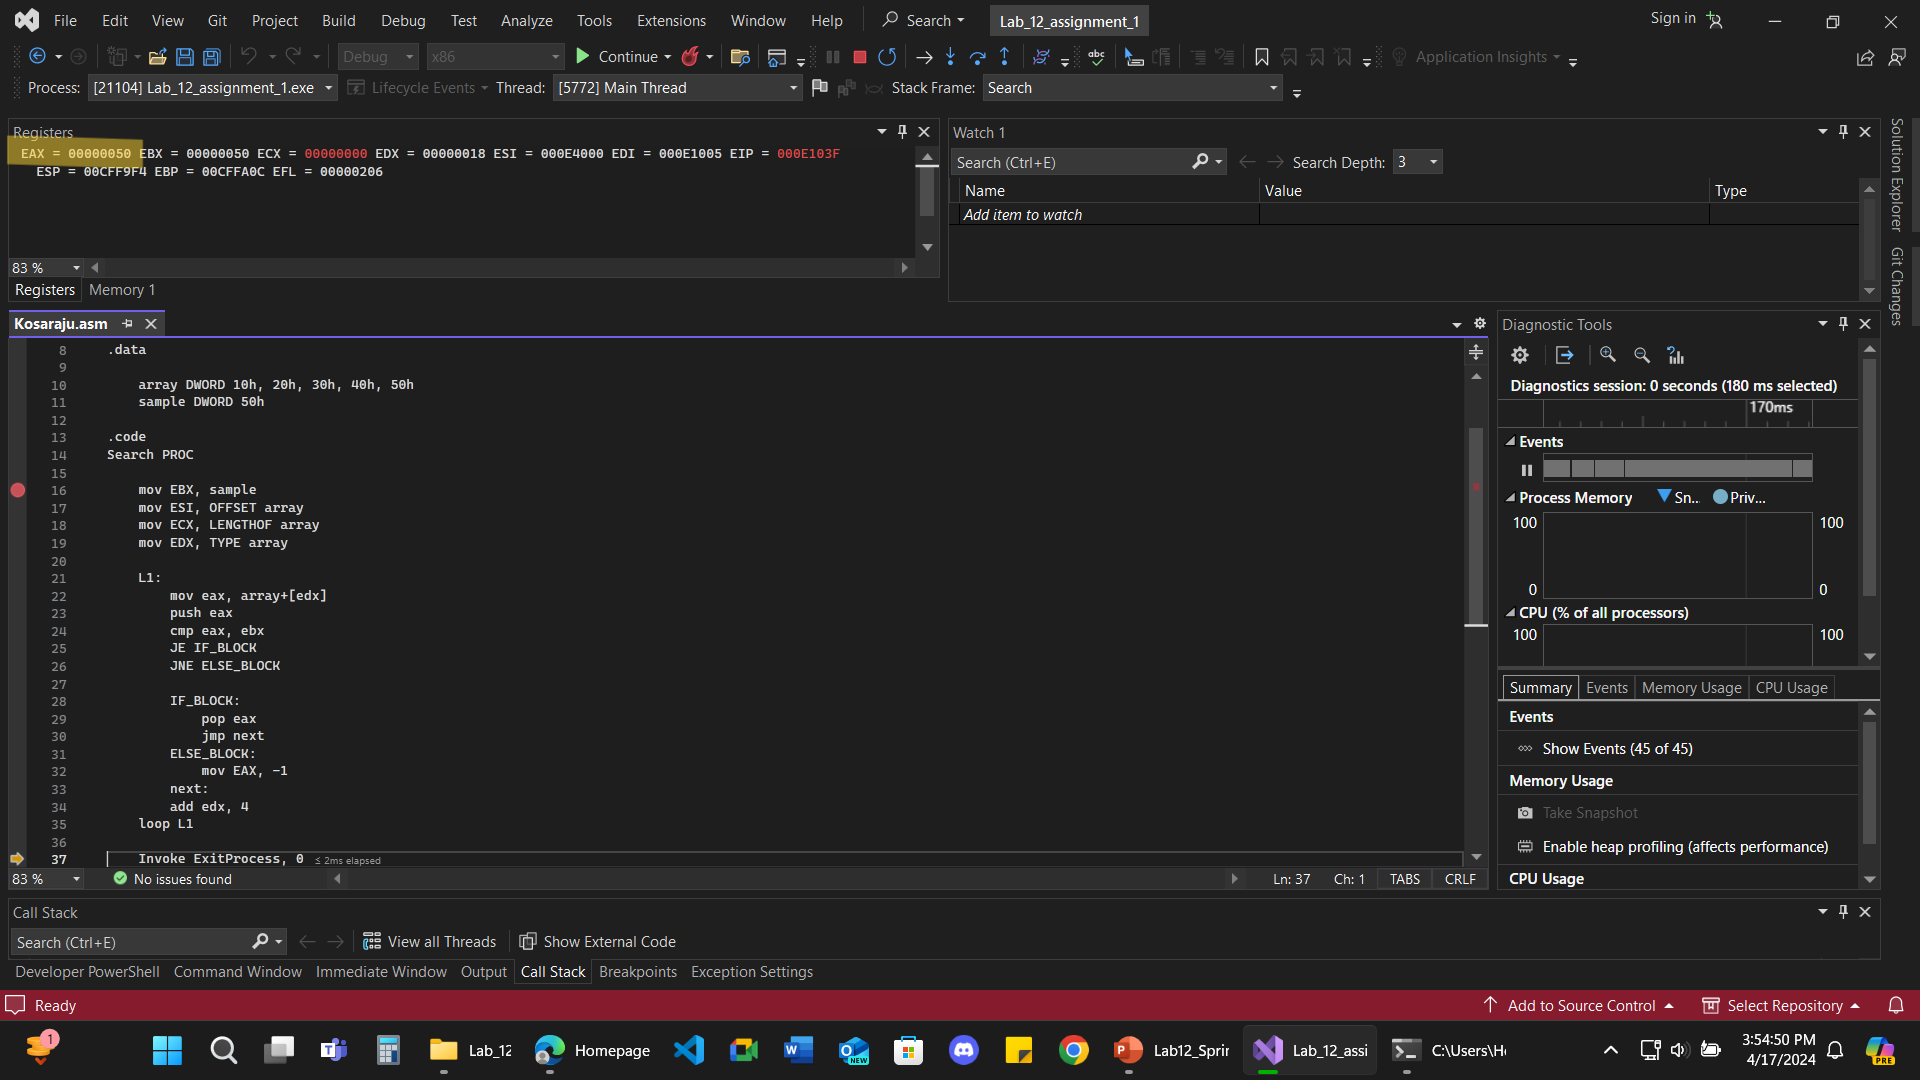 File Edit View Git Project Build Debug Test Analyze Tools Extensions Window Help Search Lab_12_assignment_1 Sign in
Debug x86 Continue Application Insights
Process: [21104] Lab_12_assignment_1.exe Lifecycle Events Thread: [5772] Main Thread Stack Frame: Search
Registers
EAX = 00000050 EBX = 00000050 ECX = 00000000 EDX = 00000018 ESI = 000E4000 EDI = 000E1005 EIP = 000E103F
ESP = 00CFF9F4 EBP = 00CFFA0C EFL = 00000206
83 %
Registers Memory 1
Watch 1
Search (Ctrl+E) Search Depth: 3
Name Value Type
Add item to watch
Solution Explorer
Git Changes
Kosaraju.asm
8 .data
9
10 array DWORD 10h, 20h, 30h, 40h, 50h
11 sample DWORD 50h
12
13 .code
14 Search PROC
15
16 mov EBX, sample
17 mov ESI, OFFSET array
18 mov ECX, LENGTHOF array
19 mov EDX, TYPE array
20
21 L1:
22 mov eax, array+[edx]
23 push eax
24 cmp eax, ebx
25 JE IF_BLOCK
26 JNE ELSE_BLOCK
27
28 IF_BLOCK:
29 pop eax
30 jmp next
31 ELSE_BLOCK:
32 mov EAX, -1
33 next:
34 add edx, 4
35 loop L1
36
37 Invoke ExitProcess, 0 ≤ 2ms elapsed
83 % No issues found Ln: 37 Ch: 1 TABS CRLF
Diagnostic Tools
Diagnostics session: 0 seconds (180 ms selected)
170ms
Events
Process Memory Sn... Priv...
100 100
0 0
CPU (% of all processors)
100 100
Summary Events Memory Usage CPU Usage
Events
Show Events (45 of 45)
Memory Usage
Take Snapshot
Enable heap profiling (affects performance)
CPU Usage
Call Stack
Search (Ctrl+E) View all Threads Show External Code
Developer PowerShell Command Window Immediate Window Output Call Stack Breakpoints Exception Settings
Ready Add to Source Control Select Repository
1 Lab_12 Homepage Lab12_Sprin Lab_12_assi C:\Users\He 3:54:50 PM
4/17/2024
NEW
PRE